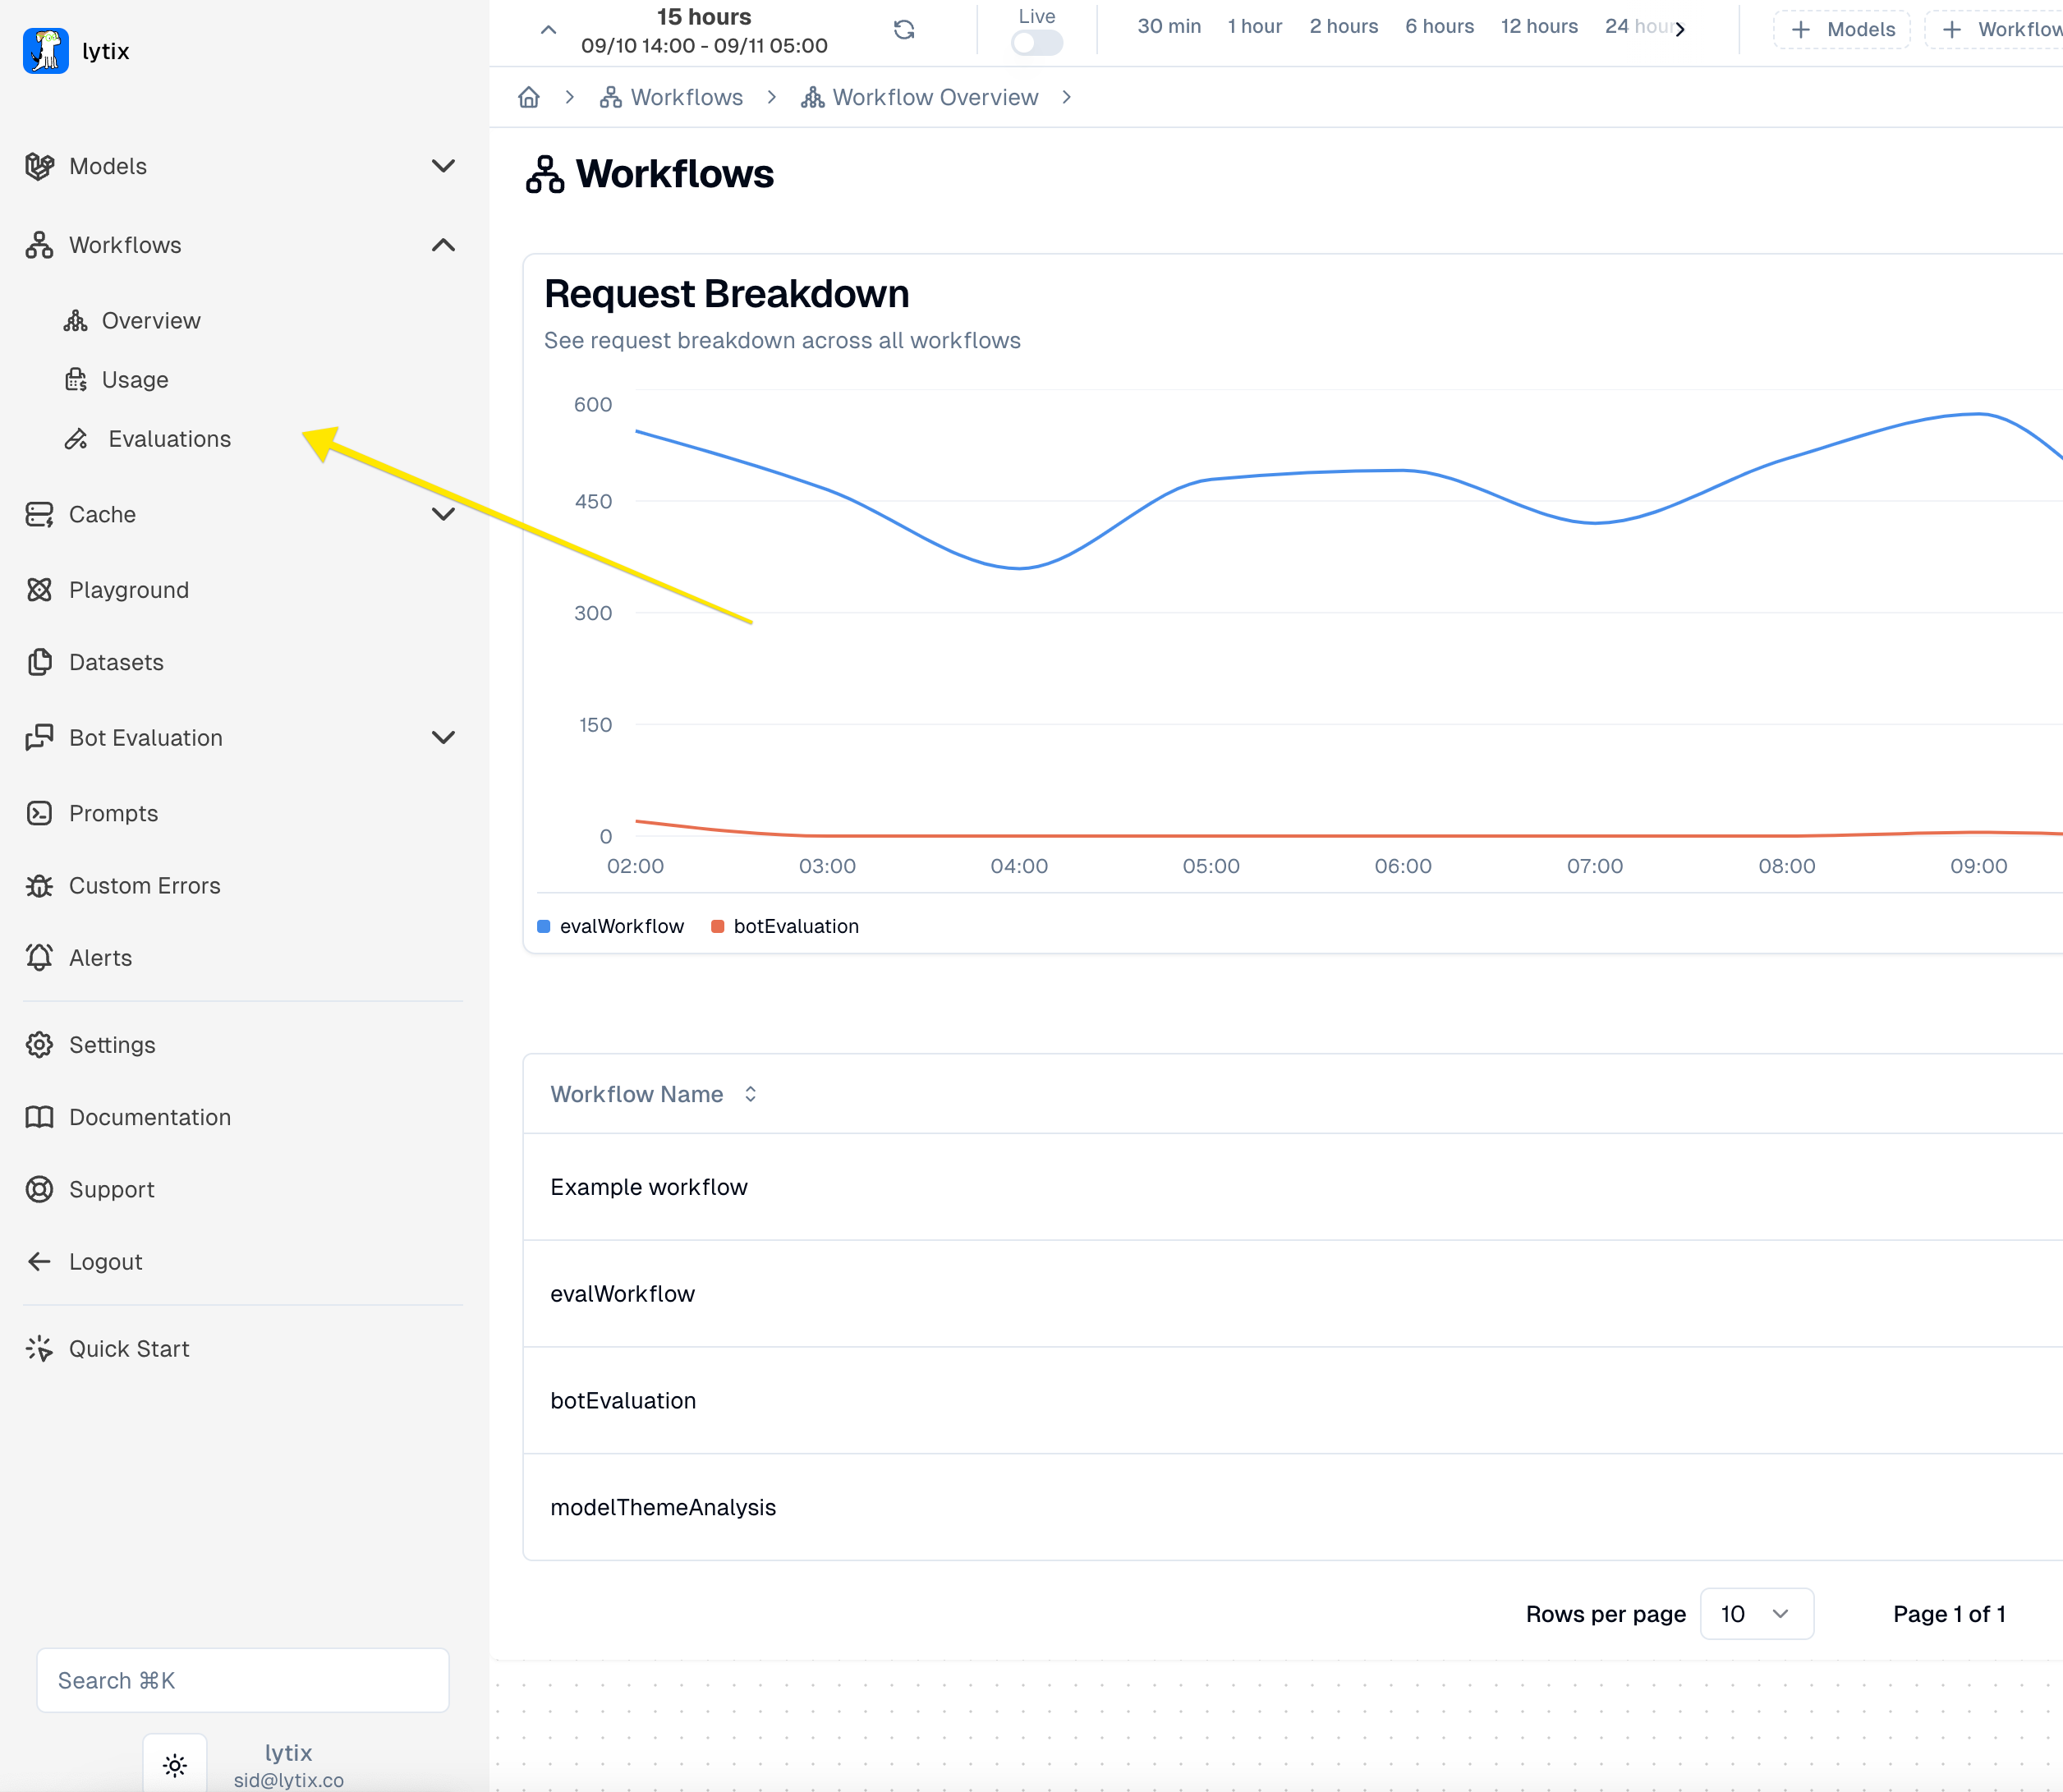 lytix
Models
Workflows
Overview
Usage
Evaluations
Cache
Playground
Datasets
Bot Evaluation
Prompts
Custom Errors
Alerts
Settings
Documentation
Support
Logout
Quick Start
Search ⌘K
lytix
sid@lytix.co
15 hours
09/10 14:00 - 09/11 05:00
Live
30 min 1 hour 2 hours 6 hours 12 hours 24
Models
Workflows Workflow Overview
Workflows
Request Breakdown
See request breakdown across all workflows
600
450
300
150
0
02:00 03:00 04:00 05:00 06:00 07:00 08:00 09:00
evalWorkflow botEvaluation
Workflow Name
Example workflow
evalWorkflow
botEvaluation
modelThemeAnalysis
Rows per page 10 Page 1 of 1